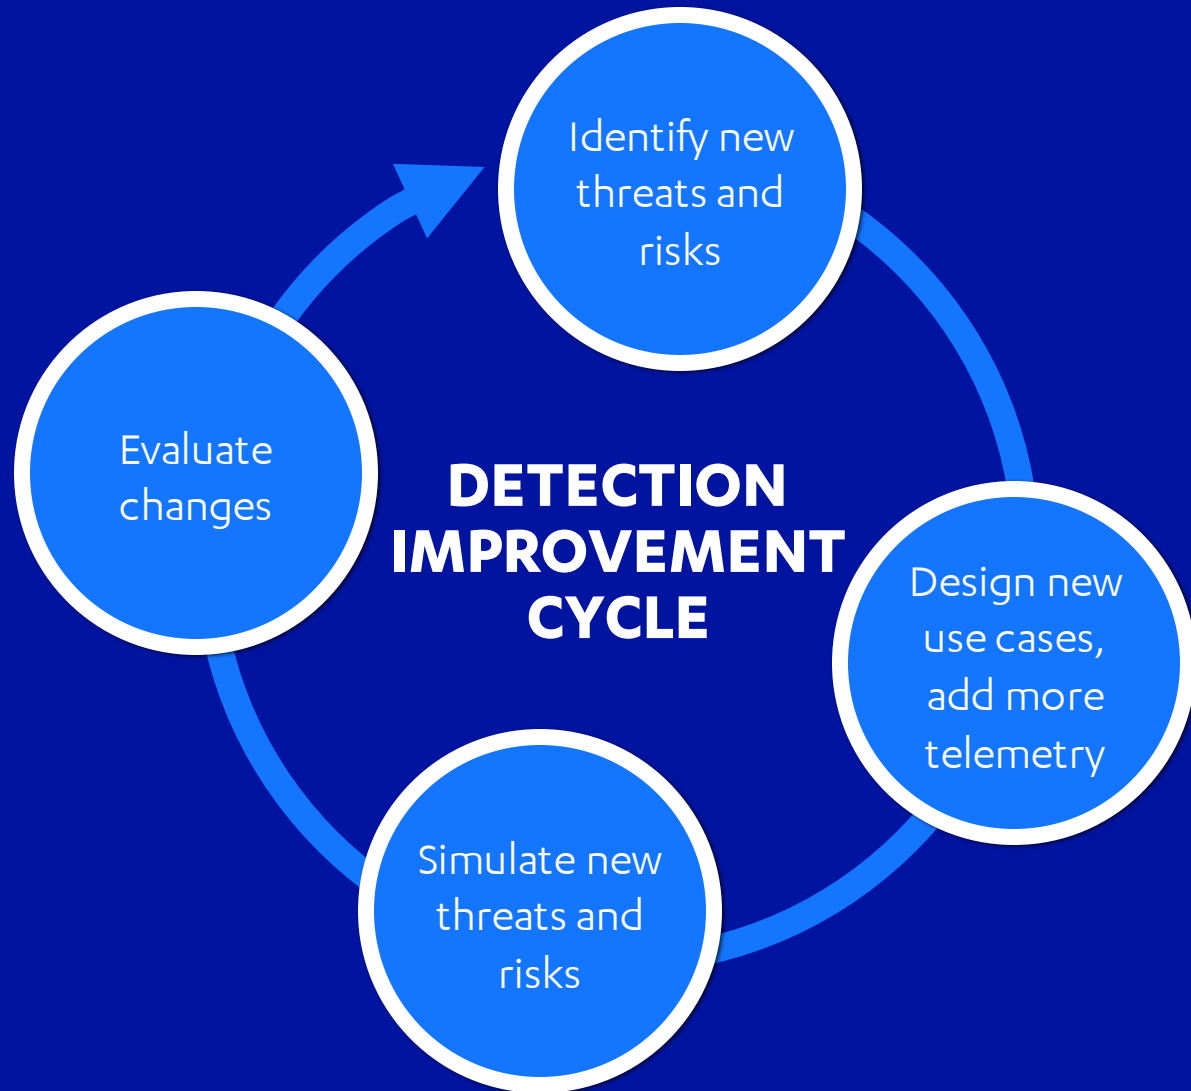 Identify new
threats and
risks
Design new
use cases,
add more
telemetry
Simulate new
threats and
risks
Evaluate
changes
DETECTION
IMPROVEMENT
CYCLE